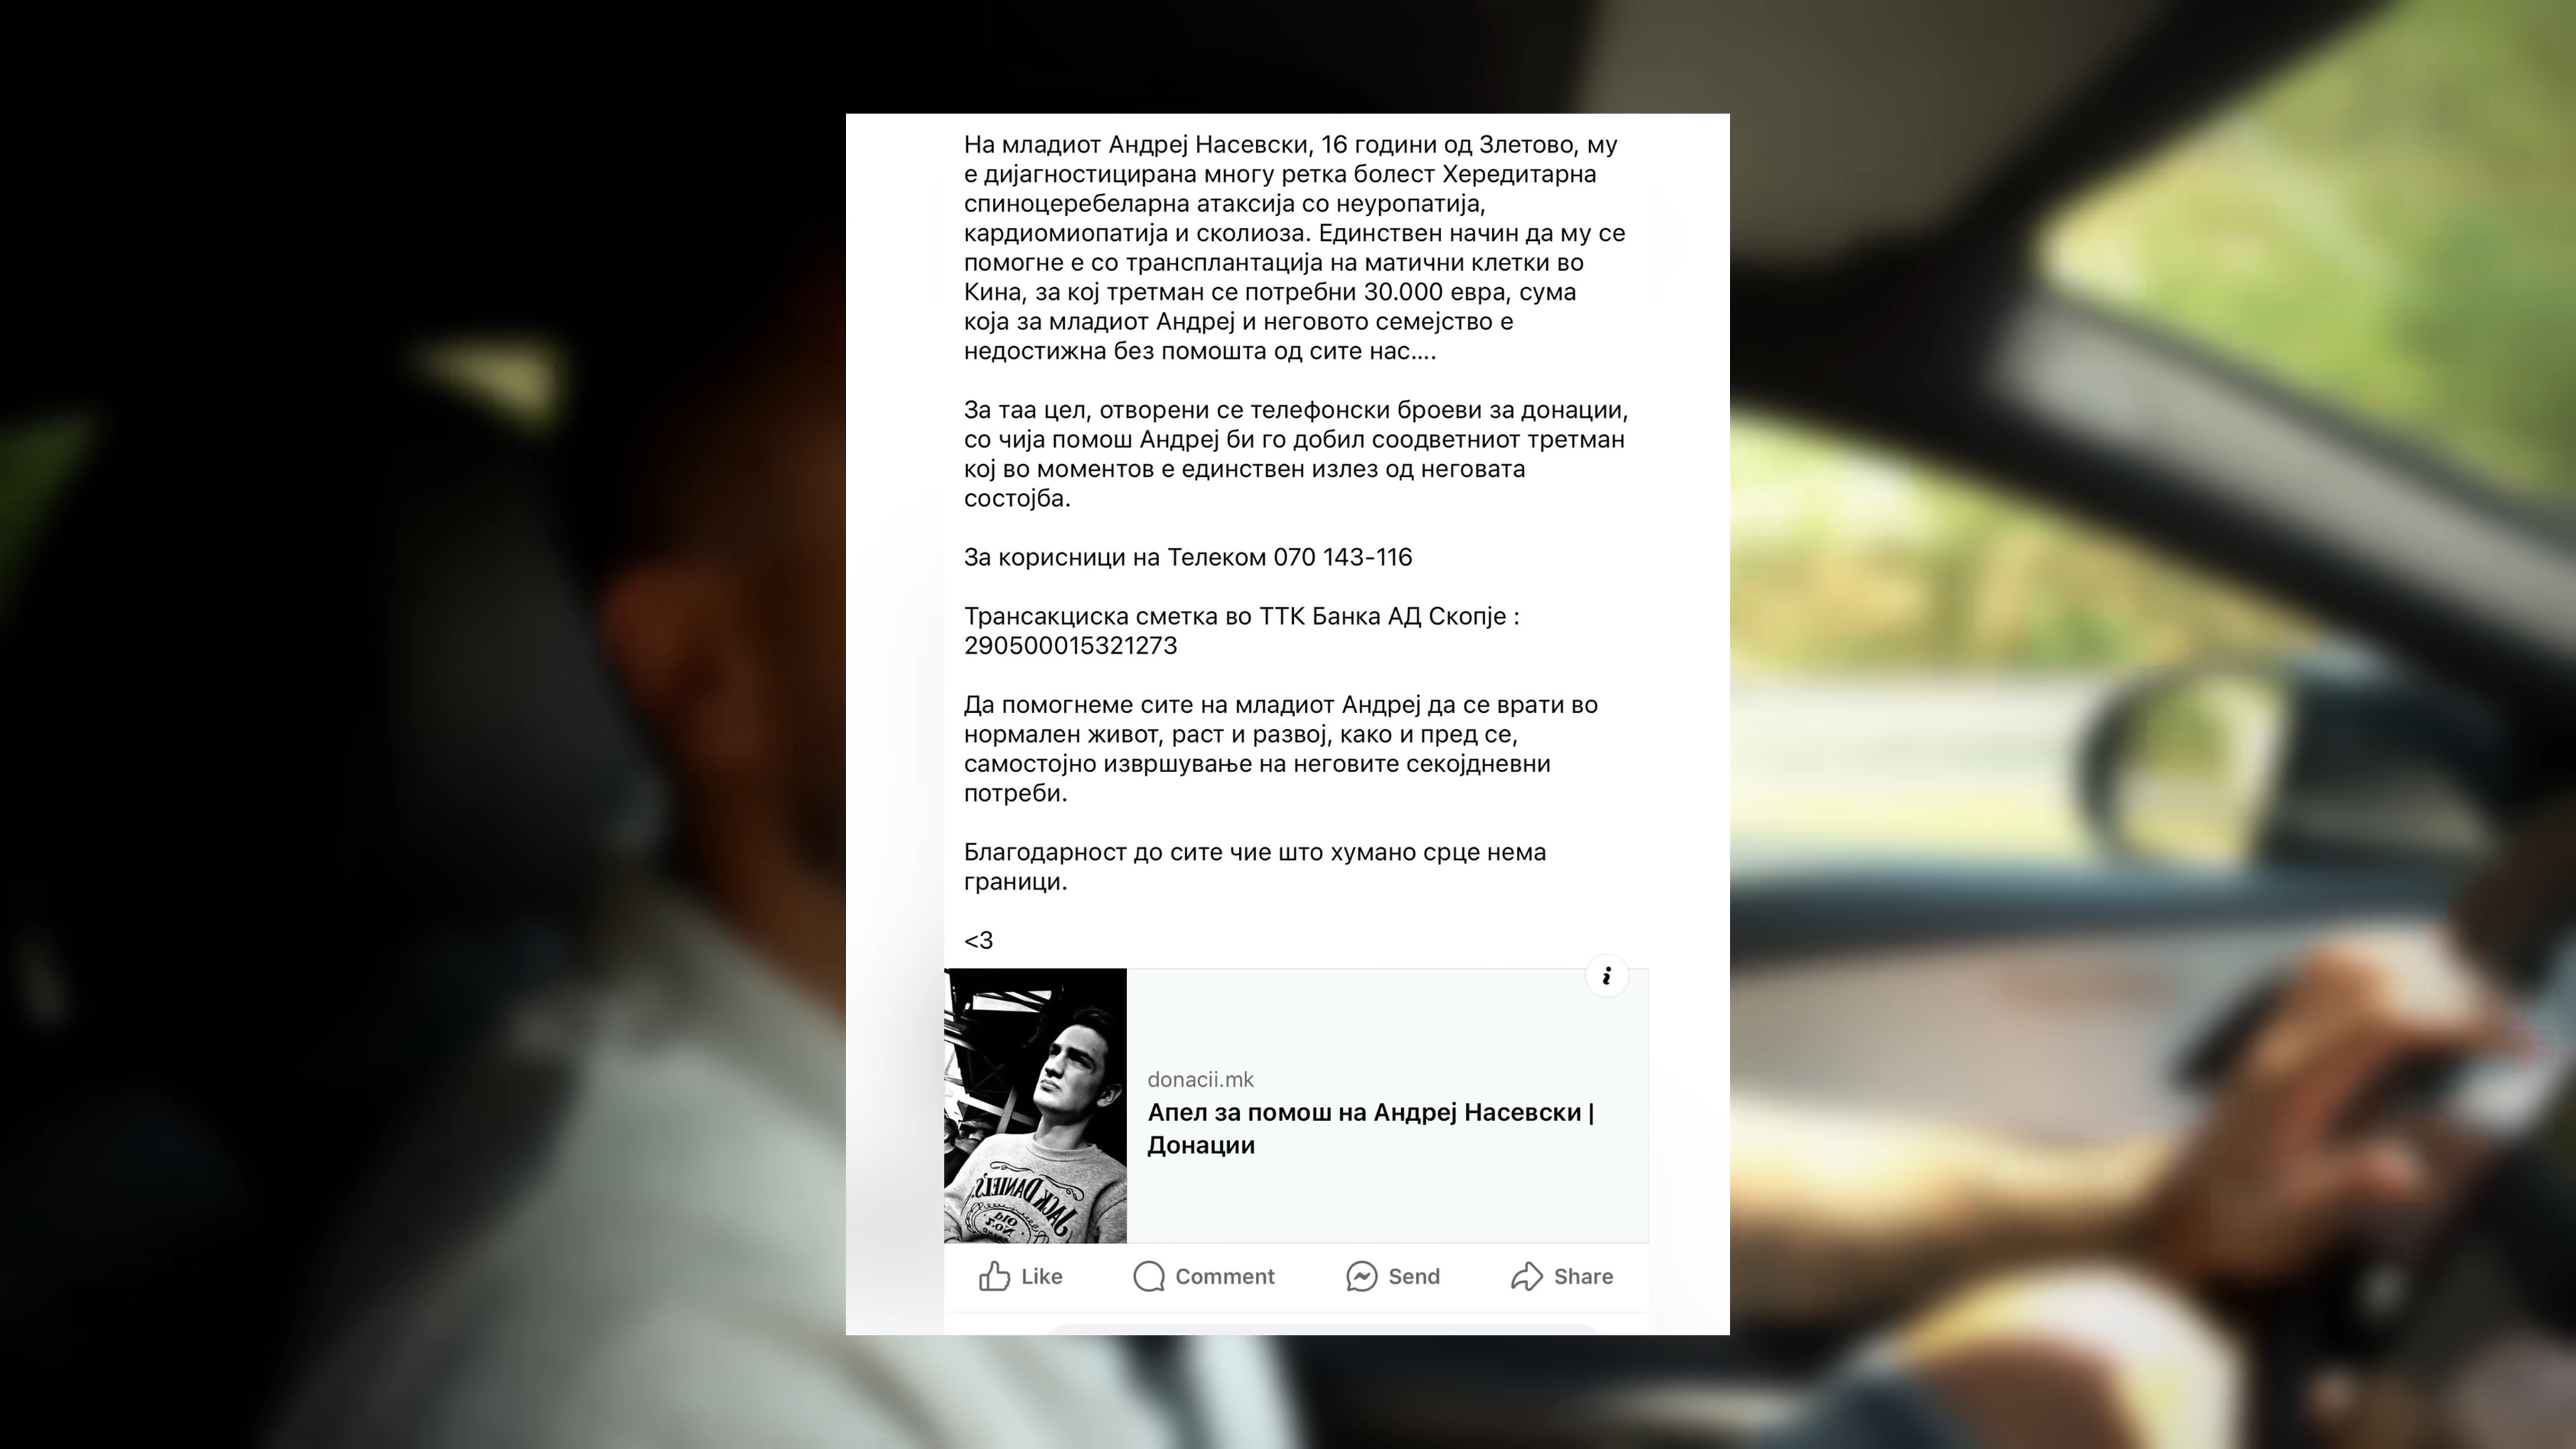 На младиот Андреј Насевски, 16 години од Злетово, му
е дијагностицирана многу ретка болест Хередитарна
спиноцеребеларна атаксија со неуропатија,
кардиомиопатија и сколиоза. Единствен начин да му се
помогне е со трансплантација на матични клетки во
Кина, за кој третман се потребни 30.000 евра, сума
која за младиот Андреј и неговото семејство е
недостижна без помошта од сите нас....
За таа цел, отворени се телефонски броеви за донации,
со чија помош Андреј би го добил соодветниот третман
кој во моментов е единствен излез од неговата
состојба.
За корисници на Телеком 070 143-116
Трансакциска сметка во ТТК Банка АД Скопје :
290500015321273
Да помогнеме сите на младиот Андреј да се врати во
нормален живот, раст и развој, како и пред се,
самостојно извршување на неговите секојдневни
потреби.
Благодарност до сите чие што хумано срце нема
граници.
<3
donacii.mk
Апел за помош на Андреј Насевски |
Донации
JACK DANIEL'S
Old
No.7
Like Comment Send Share